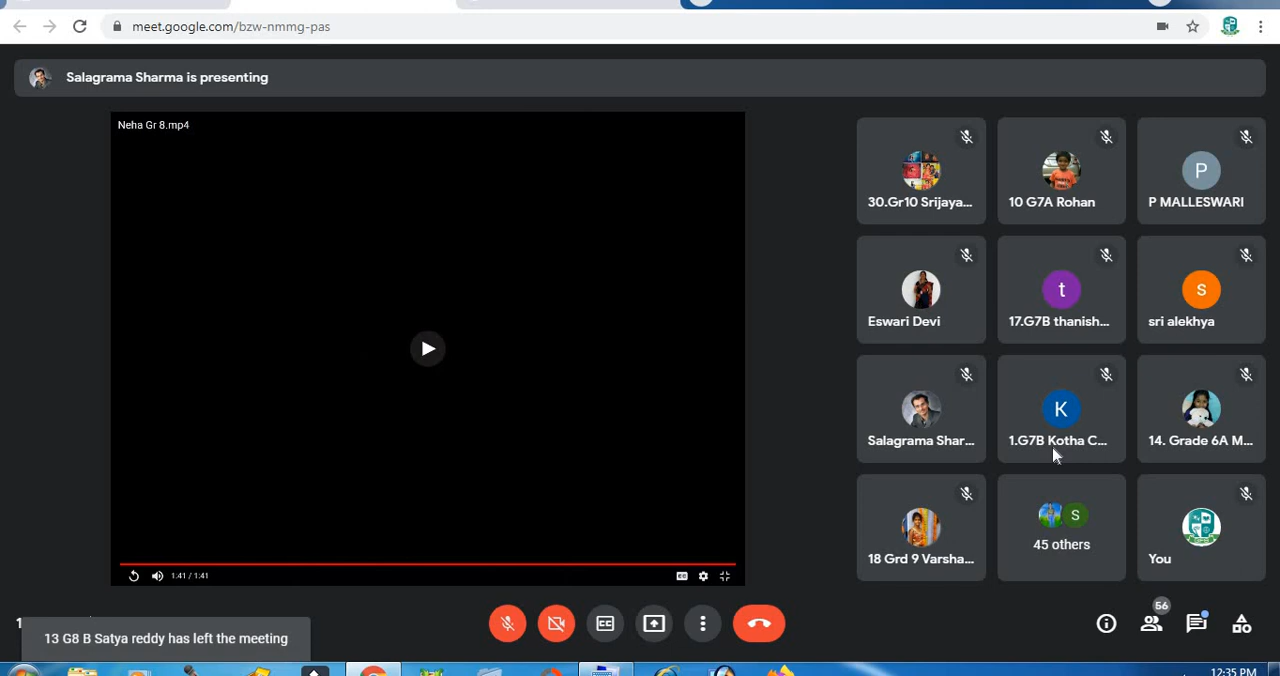 meet.google.com/bzw-nmmg-pas
Salagrama Sharma is presenting
Neha Gr 8.mp4
30.Gr10 Srijaya...
10 G7A Rohan
P
P MALLESWARI
Eswari Devi
t
17.G7B thanish...
s
sri alekhya
Salagrama Shar...
K
1.G7B Kotha C...
14. Grade 6A M...
18 Grd 9 Varsha...
S
45 others
You
CC
1:41 / 1:41
56
13 G8 B Satya reddy has left the meeting
12:35 PM